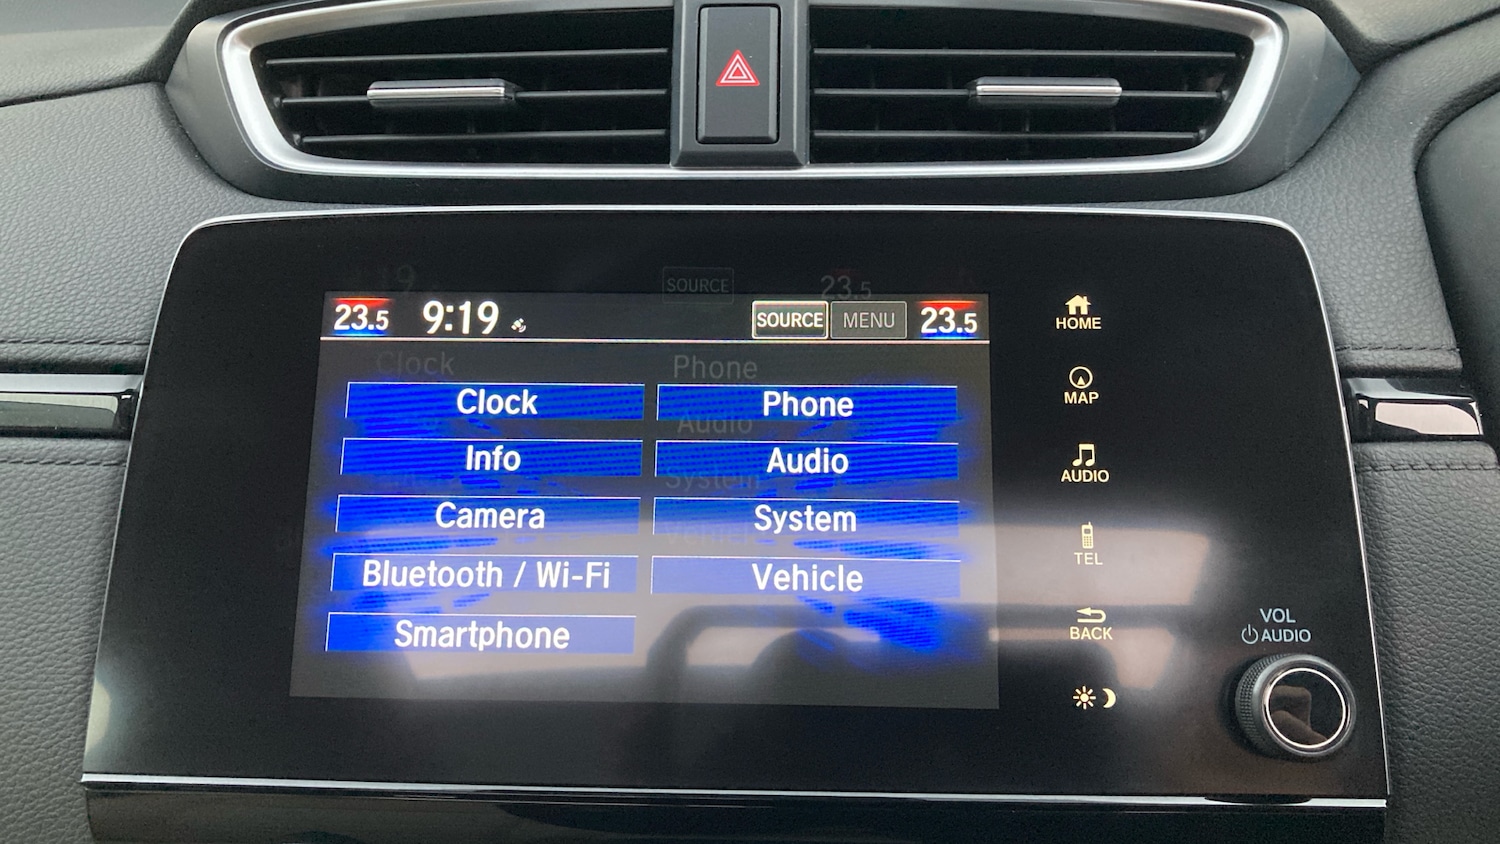 23.5 9:19 SOURCE MENU 23.5
Clock Phone
Info Audio
Camera System
Bluetooth / Wi-Fi Vehicle
Smartphone
HOME
MAP
AUDIO
TEL
BACK
VOL
AUDIO